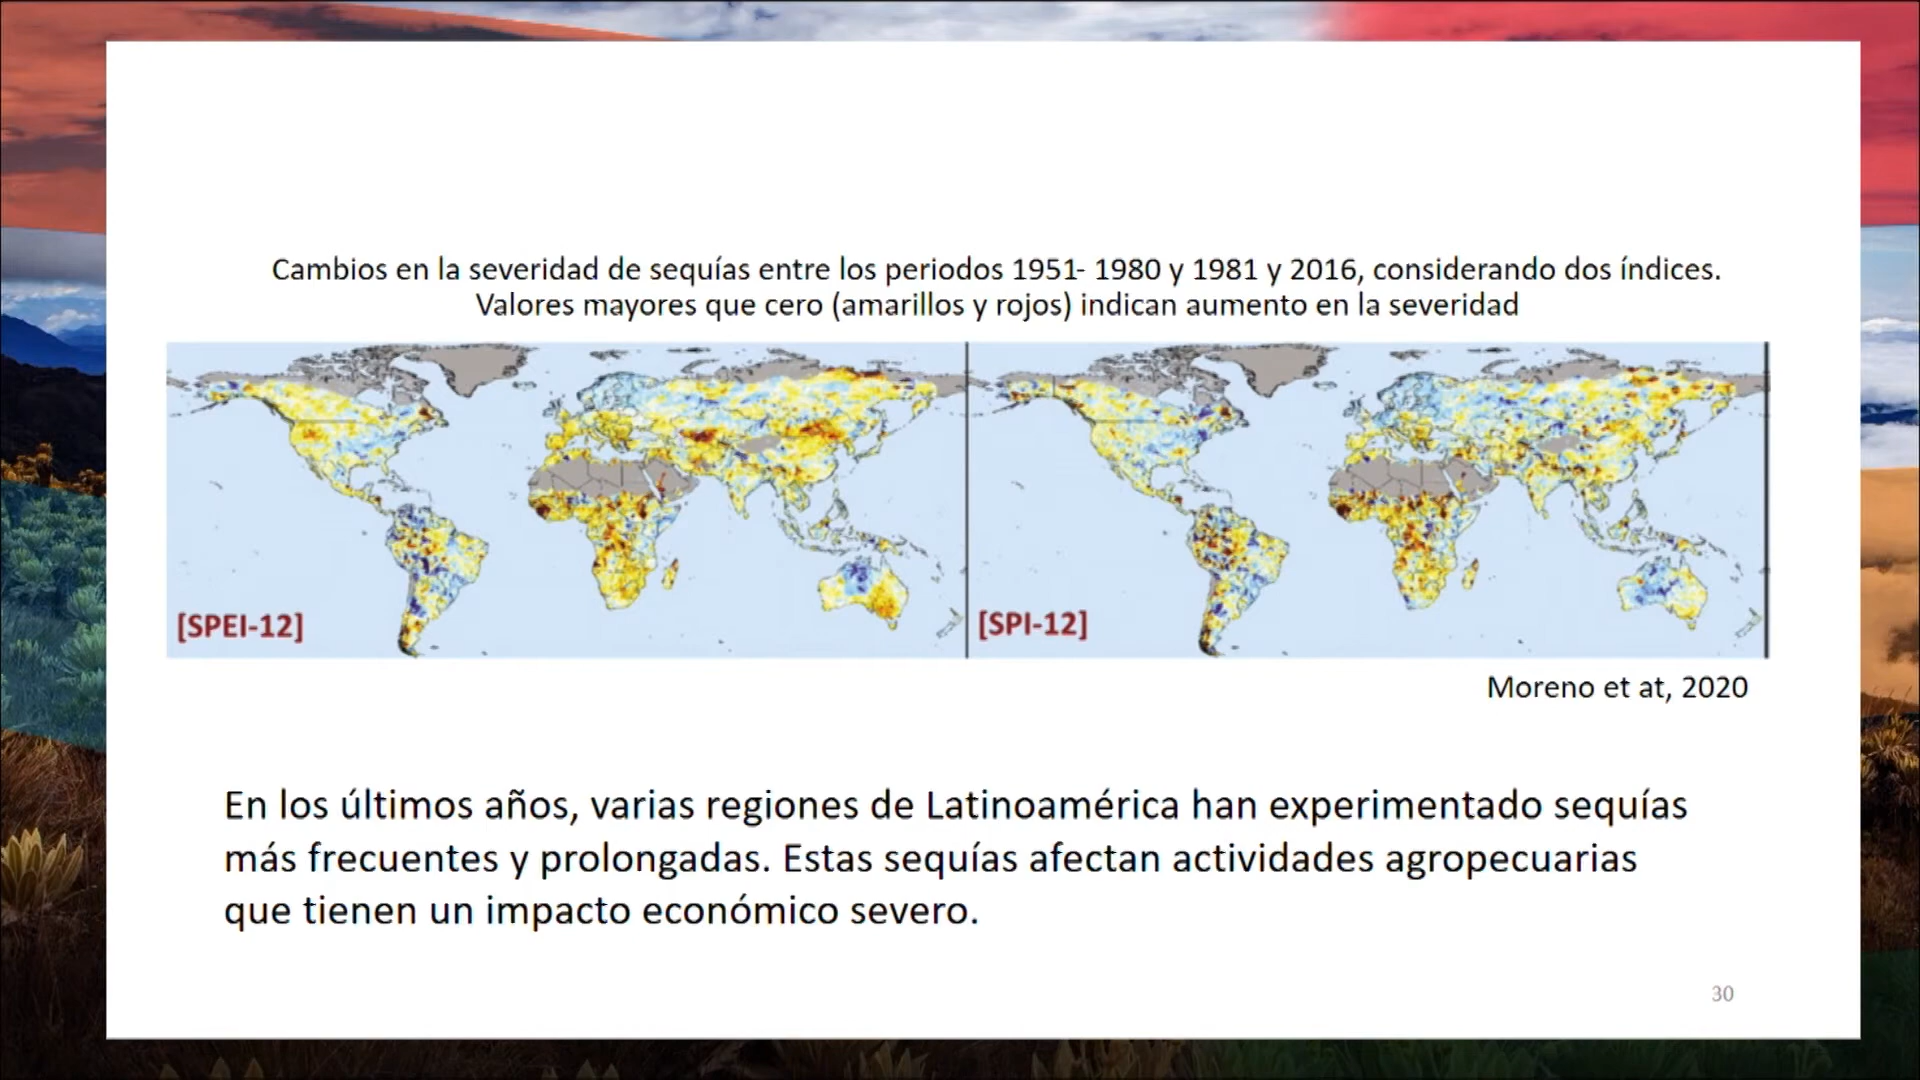 Cambios en la severidad de sequías entre los periodos 1951- 1980 y 1981 y 2016, considerando dos índices.
Valores mayores que cero (amarillos y rojos) indican aumento en la severidad
[SPEI-12]
[SPI-12]
Moreno et at, 2020
En los últimos años, varias regiones de Latinoamérica han experimentado sequías
más frecuentes y prolongadas. Estas sequías afectan actividades agropecuarias
que tienen un impacto económico severo.
30